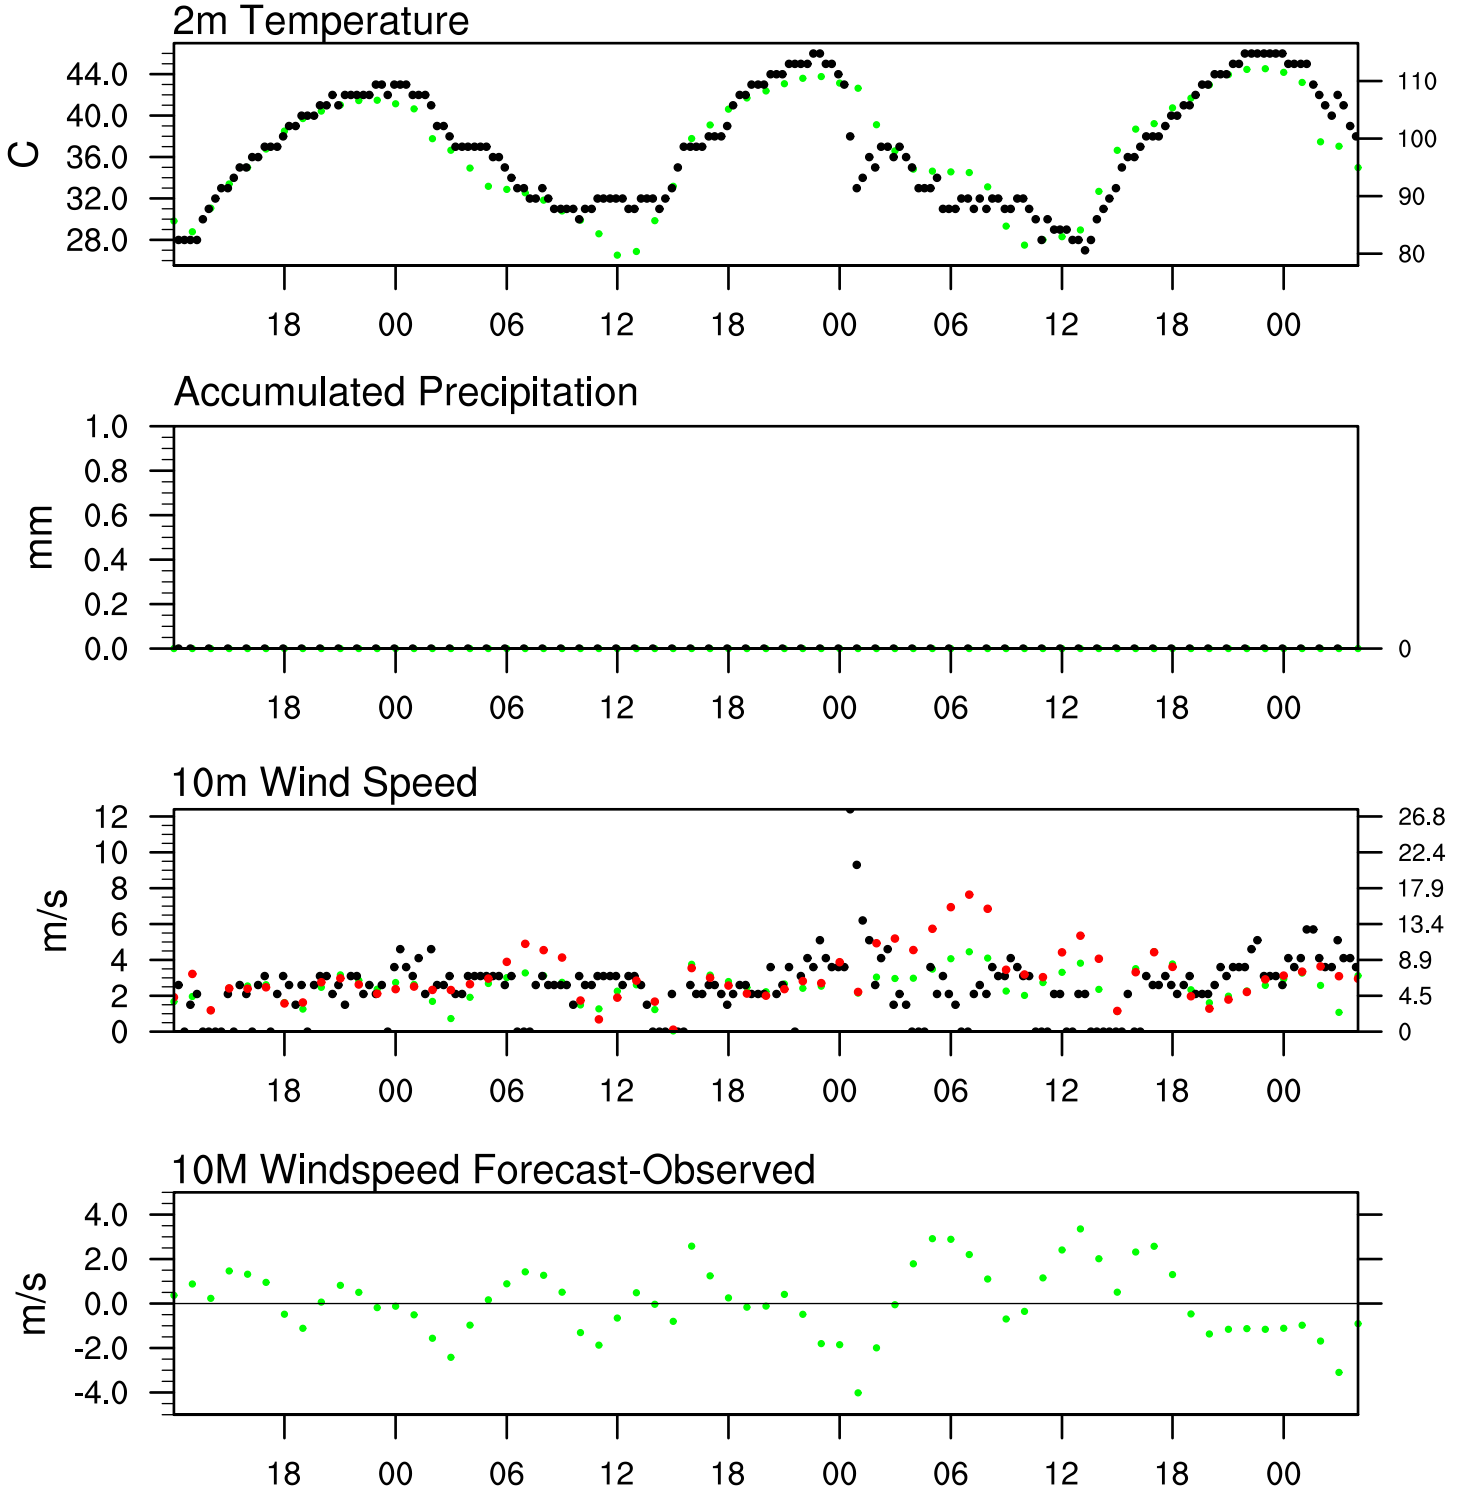 2m Temperature
C
44.0
40.0
36.0
32.0
28.0
110
100
90
80
18 00 06 12 18 00 06 12 18 00
Accumulated Precipitation
mm
1.0
0.8
0.6
0.4
0.2
0.0
0
18 00 06 12 18 00 06 12 18 00
10m Wind Speed
m/s
12
10
8
6
4
2
0
26.8
22.4
17.9
13.4
8.9
4.5
0
18 00 06 12 18 00 06 12 18 00
10M Windspeed Forecast-Observed
m/s
4.0
2.0
0.0
-2.0
-4.0
18 00 06 12 18 00 06 12 18 00